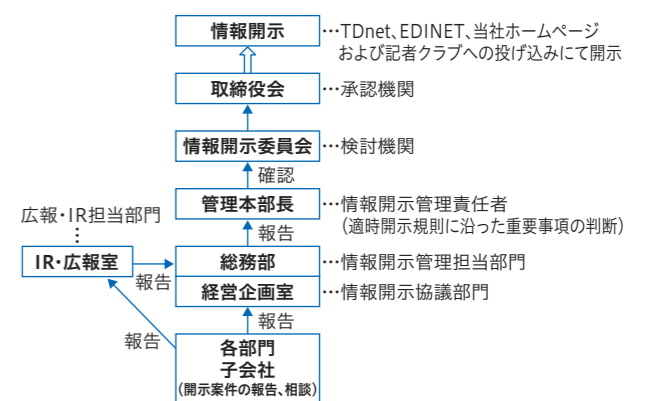 情報開示
…TDnet、EDINET、当社ホームページ
および記者クラブへの投げ込みにて開示
取締役会
…承認機関
情報開示委員会
…検討機関
確認
管理本部長
…情報開示管理責任者
(適時開示規則に沿った重要事項の判断)
広報・IR担当部門
…
報告
IR・広報室
報告
総務部
…情報開示管理担当部門
経営企画室
…情報開示協議部門
報告
報告
各部門
子会社
(開示案件の報告、相談)